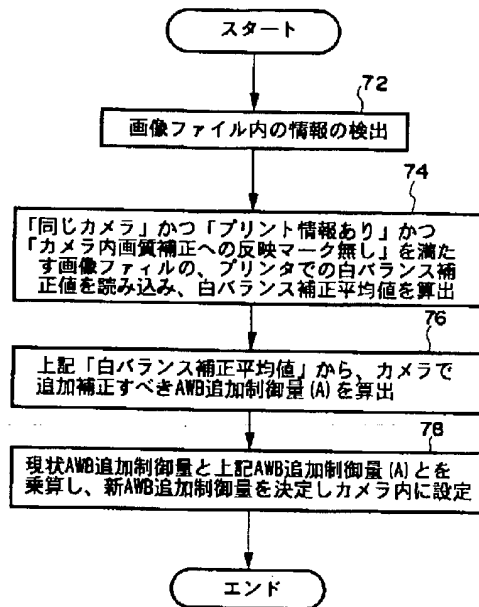 スタート
72
画像ファイル内の情報の検出
74
「同じカメラ」かつ「プリント情報あり」かつ
「カメラ内画質補正への反映マーク無し」を満た
す画像ファィルの、プリンタでの白バランス補
正値を読み込み、白バランス補正平均値を算出
76
上記「白バランス補正平均値」から、カメラで
追加補正すべきAWB追加制御量(A)を算出
78
現状AWB追加制御量と上記AWB追加制御量(A)とを
乗算し、新AWB追加制御量を決定しカメラ内に設定
エンド